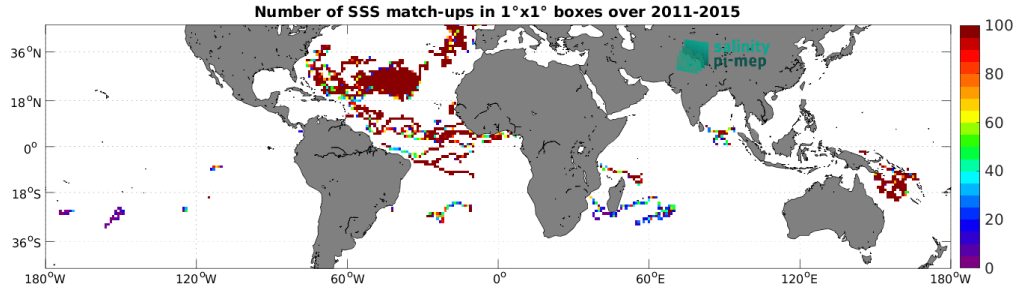 Number of SSS match-ups in 1°x1° boxes over 2011-2015
salinity
pi-mep
36°N
18°N
0°
18°S
36°S
180°W
120°W
60°W
0°
60°E
120°E
180°W
100
80
60
40
20
0